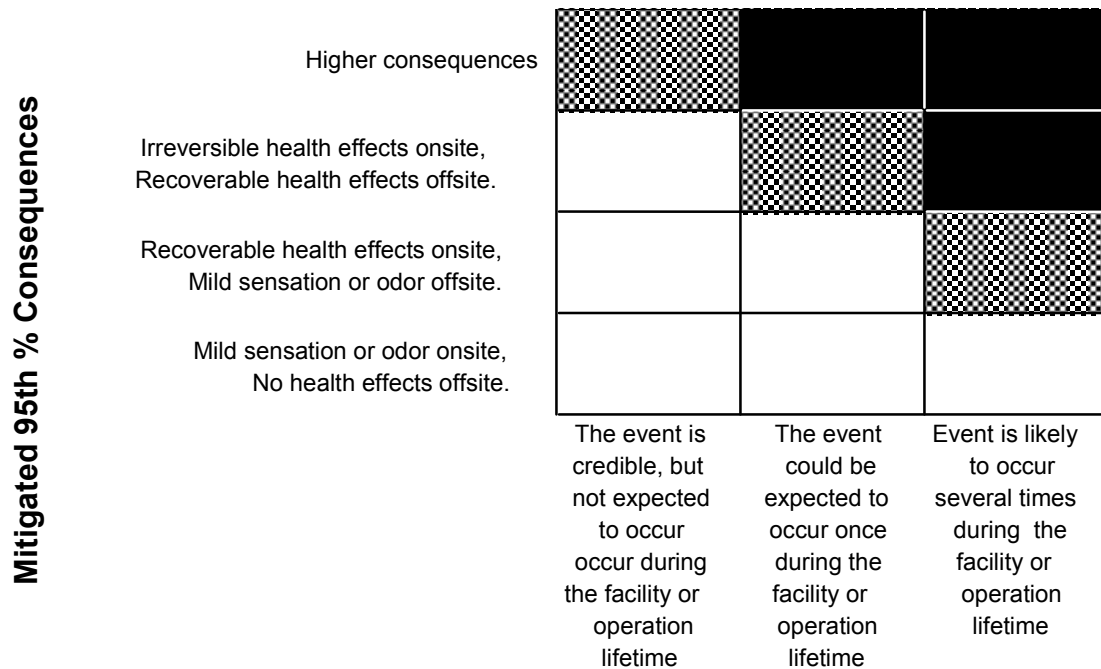 Mitigated 95th % Consequences
Higher consequences
Irreversible health effects onsite,
Recoverable health effects offsite.
Recoverable health effects onsite,
Mild sensation or odor offsite.
Mild sensation or odor onsite,
No health effects offsite.
The event is
credible, but
not expected
to occur
occur during
the facility or
operation
lifetime
The event
could be
expected to
occur once
during the
facility or
operation
lifetime
Event is likely
to occur
several times
during the
facility or
operation
lifetime